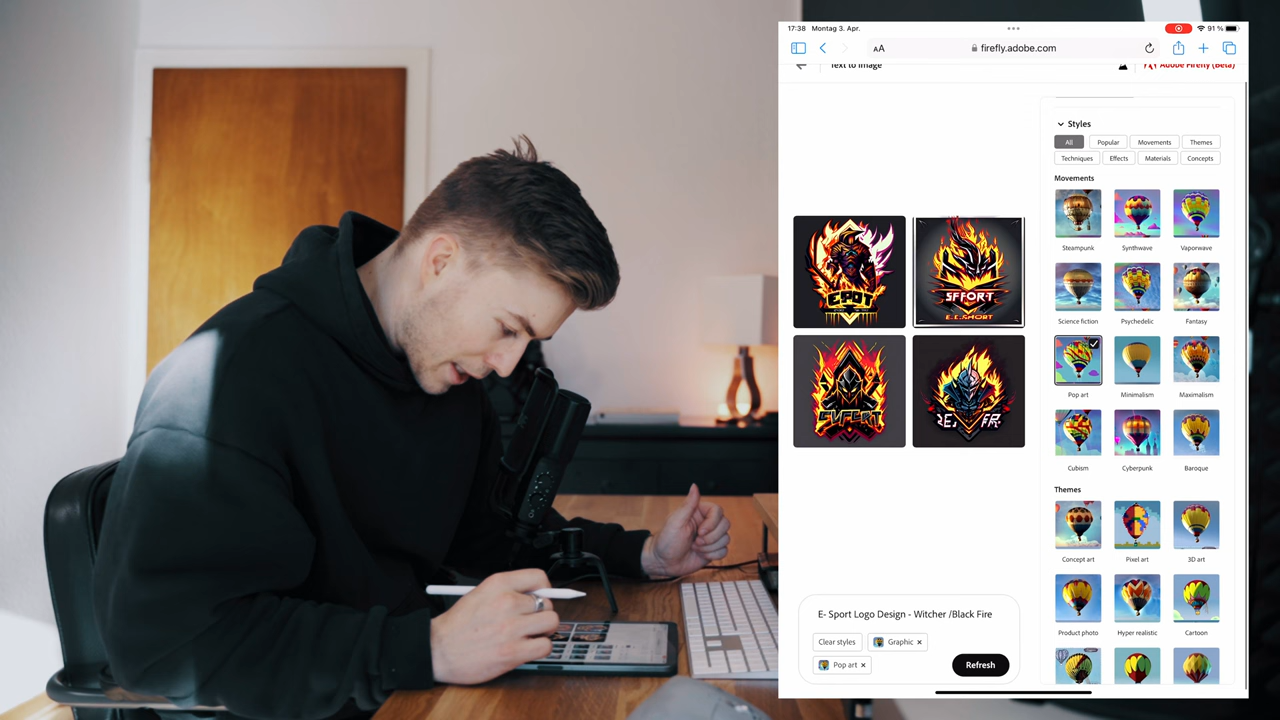 17:38 Montag 3. Apr.
91 %
AA
firefly.adobe.com
Text to image
Adobe Firefly (Beta)
Styles
All
Popular
Movements
Themes
Techniques
Effects
Materials
Concepts
Movements
Steampunk
Synthwave
Vaporwave
Science fiction
Psychedelic
Fantasy
Pop art
Minimalism
Maximalism
Cubism
Cyberpunk
Baroque
Themes
Concept art
Pixel art
3D art
Product photo
Hyper realistic
Cartoon
EPOT
SFFORT
E.C.SHORT
E- Sport Logo Design - Witcher /Black Fire
Clear styles
Graphic ×
Pop art ×
Refresh